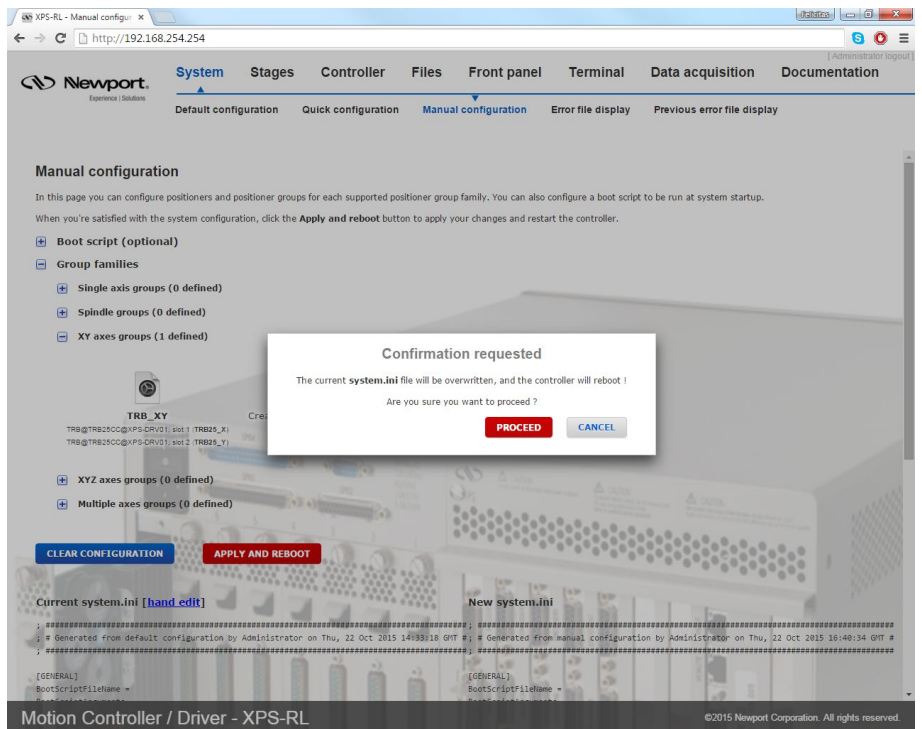 XPS-RL - Manual configur ×
Felicitas
http://192.168.254.254
[ Administrator logout ]
Newport.
Experience | Solutions
System Stages Controller Files Front panel Terminal Data acquisition Documentation
Default configuration Quick configuration Manual configuration Error file display Previous error file display
Manual configuration
In this page you can configure positioners and positioner groups for each supported positioner group family. You can also configure a boot script to be run at system startup.
When you're satisfied with the system configuration, click the Apply and reboot button to apply your changes and restart the controller.
Boot script (optional)
Group families
Single axis groups (0 defined)
Spindle groups (0 defined)
XY axes groups (1 defined)
Confirmation requested
The current system.ini file will be overwritten, and the controller will reboot !
Are you sure you want to proceed ?
PROCEED CANCEL
TRB_XY
TRB@TRB25CC@XPS-DRV01, slot 1 (TRB25_X)
TRB@TRB25CC@XPS-DRV01, slot 2 (TRB25_Y)
XYZ axes groups (0 defined)
Multiple axes groups (0 defined)
CLEAR CONFIGURATION APPLY AND REBOOT
Current system.ini [hand edit] New system.ini
; # Generated from default configuration by Administrator on Thu, 22 Oct 2015 14:33:18 GMT # ; # Generated from manual configuration by Administrator on Thu, 22 Oct 2015 16:40:34 GMT #
[GENERAL] [GENERAL]
BootScriptFileName = BootScriptFileName =
Motion Controller / Driver - XPS-RL ©2015 Newport Corporation. All rights reserved.